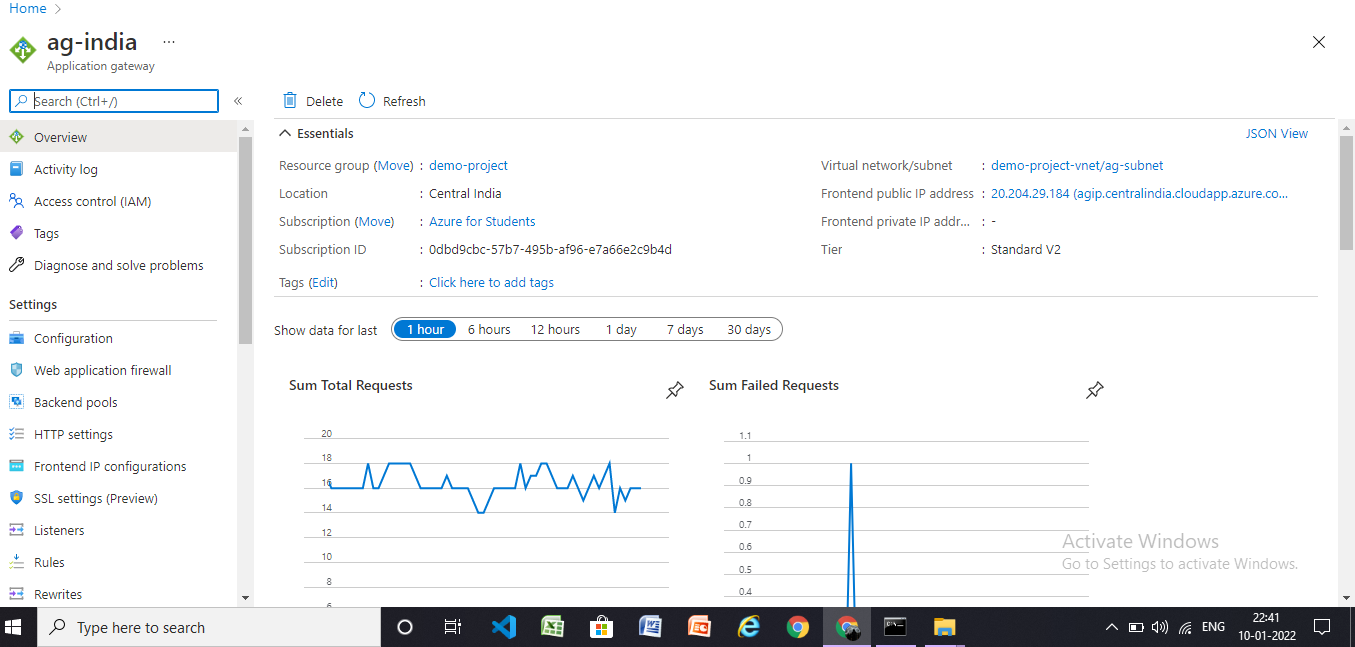 Home >
ag-india ...
Application gateway
Search (Ctrl+/) «
Overview
Activity log
Access control (IAM)
Tags
Diagnose and solve problems
Settings
Configuration
Web application firewall
Backend pools
HTTP settings
Frontend IP configurations
SSL settings (Preview)
Listeners
Rules
Rewrites
Delete Refresh
Essentials JSON View
Resource group (Move) : demo-project
Location : Central India
Subscription (Move) : Azure for Students
Subscription ID : 0dbd9cbc-57b7-495b-af96-e7a66e2c9b4d
Tags (Edit) : Click here to add tags
Virtual network/subnet : demo-project-vnet/ag-subnet
Frontend public IP address : 20.204.29.184 (agip.centralindia.cloudapp.azure.co...
Frontend private IP addr... : -
Tier : Standard V2
Show data for last 1 hour 6 hours 12 hours 1 day 7 days 30 days
Sum Total Requests
20
18
16
14
12
10
8
6
Sum Failed Requests
1.1
1
0.9
0.8
0.7
0.6
0.5
0.4
Activate Windows
Go to Settings to activate Windows.
Type here to search
ENG
22:41
10-01-2022